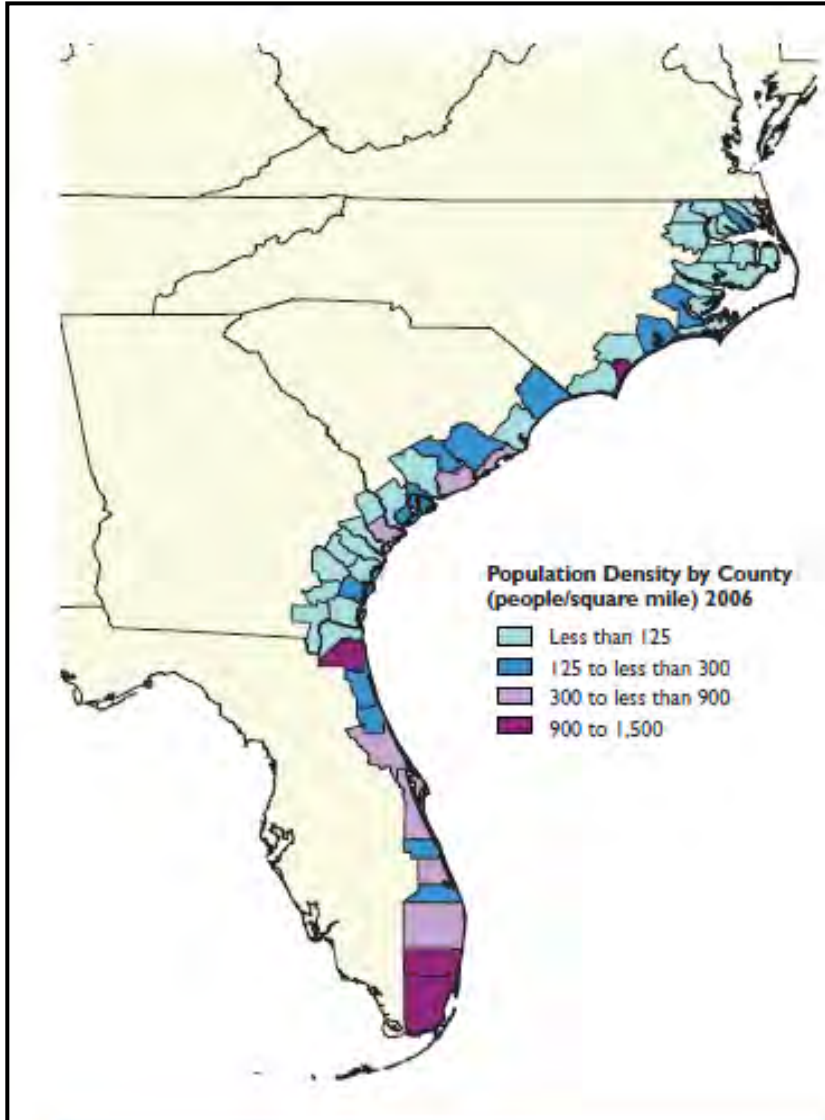 Population Density by County
(people/square mile) 2006
Less than 125
125 to less than 300
300 to less than 900
900 to 1,500